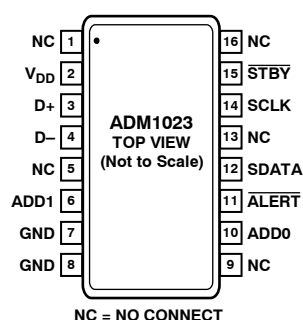 NC 1
VDD 2
D+ 3
D– 4
NC 5
ADD1 6
GND 7
GND 8
ADM1023
TOP VIEW
(Not to Scale)
16 NC
15 STBY
14 SCLK
13 NC
12 SDATA
11 ALERT
10 ADD0
9 NC
NC = NO CONNECT